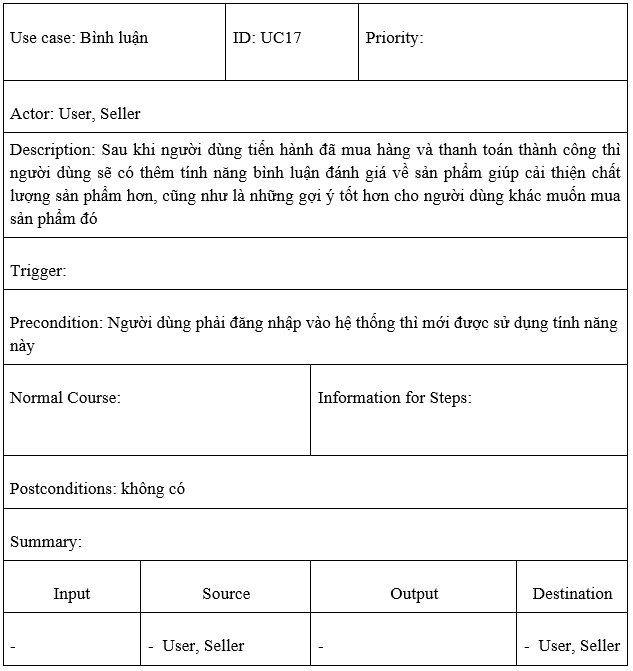 Use case: Bình luận ID: UC17 Priority:
Actor: User, Seller
Description: Sau khi người dùng tiến hành đã mua hàng và thanh toán thành công thì
người dùng sẽ có thêm tính năng bình luận đánh giá về sản phẩm giúp cải thiện chất
lượng sản phẩm hơn, cũng như là những gợi ý tốt hơn cho người dùng khác muốn mua
sản phẩm đó
Trigger:
Precondition: Người dùng phải đăng nhập vào hệ thống thì mới được sử dụng tính năng
này
Normal Course: Information for Steps:
Postconditions: không có
Summary:
Input Source Output Destination
- - User, Seller - - User, Seller